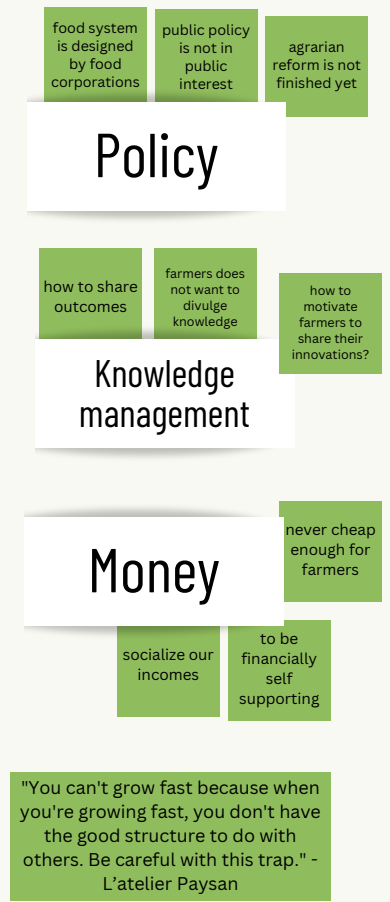 food system
is designed
by food
corporations
public policy
is not in
public
interest
agrarian
reform is not
finished yet
Policy
how to share
outcomes
farmers does
not want to
divulge
knowledge
how to
motivate
farmers to
share their
innovations?
Knowledge
management
never cheap
enough for
farmers
Money
socialize our
incomes
to be
financially
self
supporting
"You can't grow fast because when
you're growing fast, you don't have
the good structure to do with
others. Be careful with this trap." -
L’atelier Paysan